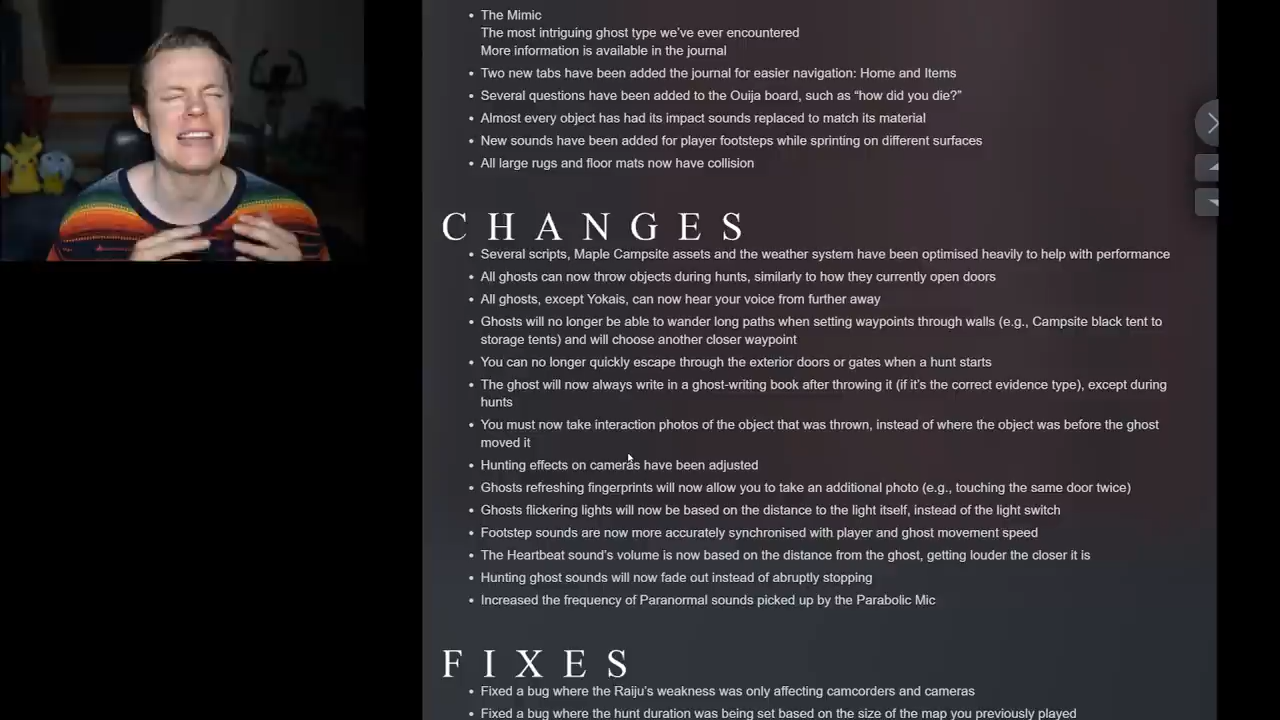 • The Mimic
The most intriguing ghost type we've ever encountered
More information is available in the journal
• Two new tabs have been added the journal for easier navigation: Home and Items
• Several questions have been added to the Ouija board, such as “how did you die?”
• Almost every object has had its impact sounds replaced to match its material
• New sounds have been added for player footsteps while sprinting on different surfaces
• All large rugs and floor mats now have collision
CHANGES
• Several scripts, Maple Campsite assets and the weather system have been optimised heavily to help with performance
• All ghosts can now throw objects during hunts, similarly to how they currently open doors
• All ghosts, except Yokais, can now hear your voice from further away
• Ghosts will no longer be able to wander long paths when setting waypoints through walls (e.g., Campsite black tent to
storage tents) and will choose another closer waypoint
• You can no longer quickly escape through the exterior doors or gates when a hunt starts
• The ghost will now always write in a ghost-writing book after throwing it (if it's the correct evidence type), except during
hunts
• You must now take interaction photos of the object that was thrown, instead of where the object was before the ghost
moved it
• Hunting effects on cameras have been adjusted
• Ghosts refreshing fingerprints will now allow you to take an additional photo (e.g., touching the same door twice)
• Ghosts flickering lights will now be based on the distance to the light itself, instead of the light switch
• Footstep sounds are now more accurately synchronised with player and ghost movement speed
• The Heartbeat sound's volume is now based on the distance from the ghost, getting louder the closer it is
• Hunting ghost sounds will now fade out instead of abruptly stopping
• Increased the frequency of Paranormal sounds picked up by the Parabolic Mic
FIXES
• Fixed a bug where the Raiju's weakness was only affecting camcorders and cameras
• Fixed a bug where the hunt duration was being set based on the size of the map you previously played